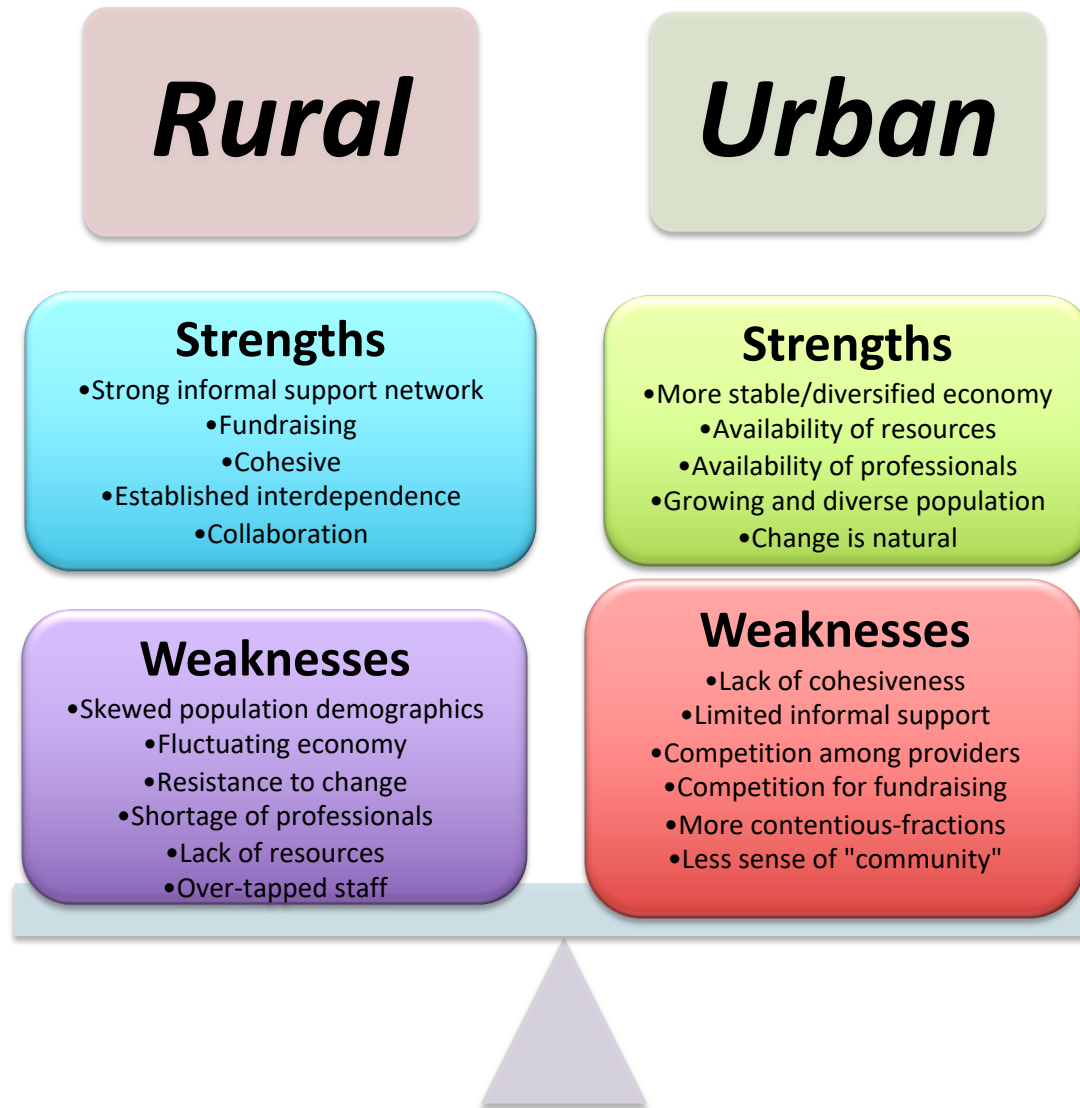 Rural
Urban
Strengths
•Strong informal support network
•Fundraising
•Cohesive
•Established interdependence
•Collaboration
Strengths
•More stable/diversified economy
•Availability of resources
•Availability of professionals
•Growing and diverse population
•Change is natural
Weaknesses
•Skewed population demographics
•Fluctuating economy
•Resistance to change
•Shortage of professionals
•Lack of resources
•Over-tapped staff
Weaknesses
•Lack of cohesiveness
•Limited informal support
•Competition among providers
•Competition for fundraising
•More contentious-fractions
•Less sense of "community"